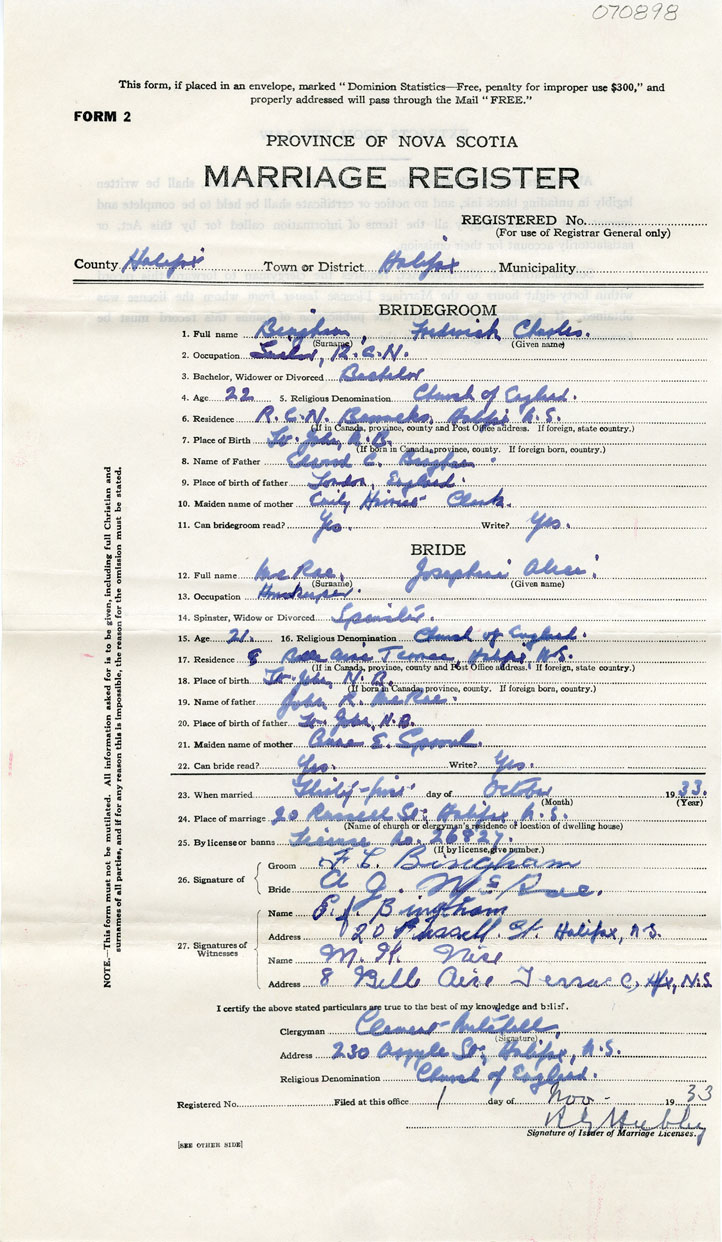 070898
This form, if placed in an envelope, marked "Dominion Statistics—Free, penalty for improper use $300," and
properly addressed will pass through the Mail "FREE."
FORM 2
PROVINCE OF NOVA SCOTIA
MARRIAGE REGISTER
REGISTERED No.
(For use of Registrar General only)
County Halifax Town or District Halifax Municipality
BRIDEGROOM
1. Full name Bingham, Frederick Charles.
(Surname) (Given name)
2. Occupation Sailor, R.C.N.
3. Bachelor, Widower or Divorced Bachelor
4. Age 22 5. Religious Denomination Church of England.
6. Residence R.C.N. Barracks, Halifax N.S.
(If in Canada, province, county and Post Office address. If foreign, state country.)
7. Place of Birth St. John, N.B.
(If born in Canada, province, county. If foreign born, country.)
8. Name of Father C. Bingham
9. Place of birth of father London, England.
10. Maiden name of mother Emily Clark.
11. Can bridegroom read? Yes. Write? Yes.
BRIDE
12. Full name McRae, Josephine Alice
(Surname) (Given name)
13. Occupation Housekeeper.
14. Spinster, Widow or Divorced Spinster.
15. Age 21. 16. Religious Denomination Church of England.
17. Residence 8 Belle Aire Terrace, Halifax N.S.
(If in Canada, province, county and Post Office address. If foreign, state country.)
18. Place of birth St. John, N.B.
(If born in Canada, province, county. If foreign born, country.)
19. Name of father John R. McRae.
20. Place of birth of father St. John, N.B.
21. Maiden name of mother E.
22. Can bride read? Yes. Write? Yes.
23. When married Thirty-first day of October 1933.
(Month) (Year)
24. Place of marriage 20 Russell St., Halifax, N.S.
(Name of church or clergyman's residence or location of dwelling house)
25. By license or banns License No. 26827.
(If by license, give number.)
26. Signature of
Groom F. C. Bingham
Bride A. J. McRae.
27. Signatures of Witnesses
Name E. J. Bingham
Address 20 Russell St. Halifax, N.S.
Name M. H.
Address 8 Belle Aire Terrace, Hfx, N.S.
I certify the above stated particulars are true to the best of my knowledge and belief.
Clergyman Clement Mitchell
(Signature)
Address 230 Argyle St., Halifax, N.S.
Religious Denomination Church of England.
Registered No. Filed at this office 1 day of Nov - 1933
Hubley
Signature of Issuer of Marriage Licenses.
[SEE OTHER SIDE]
NOTE.—This form must not be mutilated. All information asked for is to be given, including full Christian and
surnames of all parties, and if for any reason this is impossible, the reason for the omission must be stated.